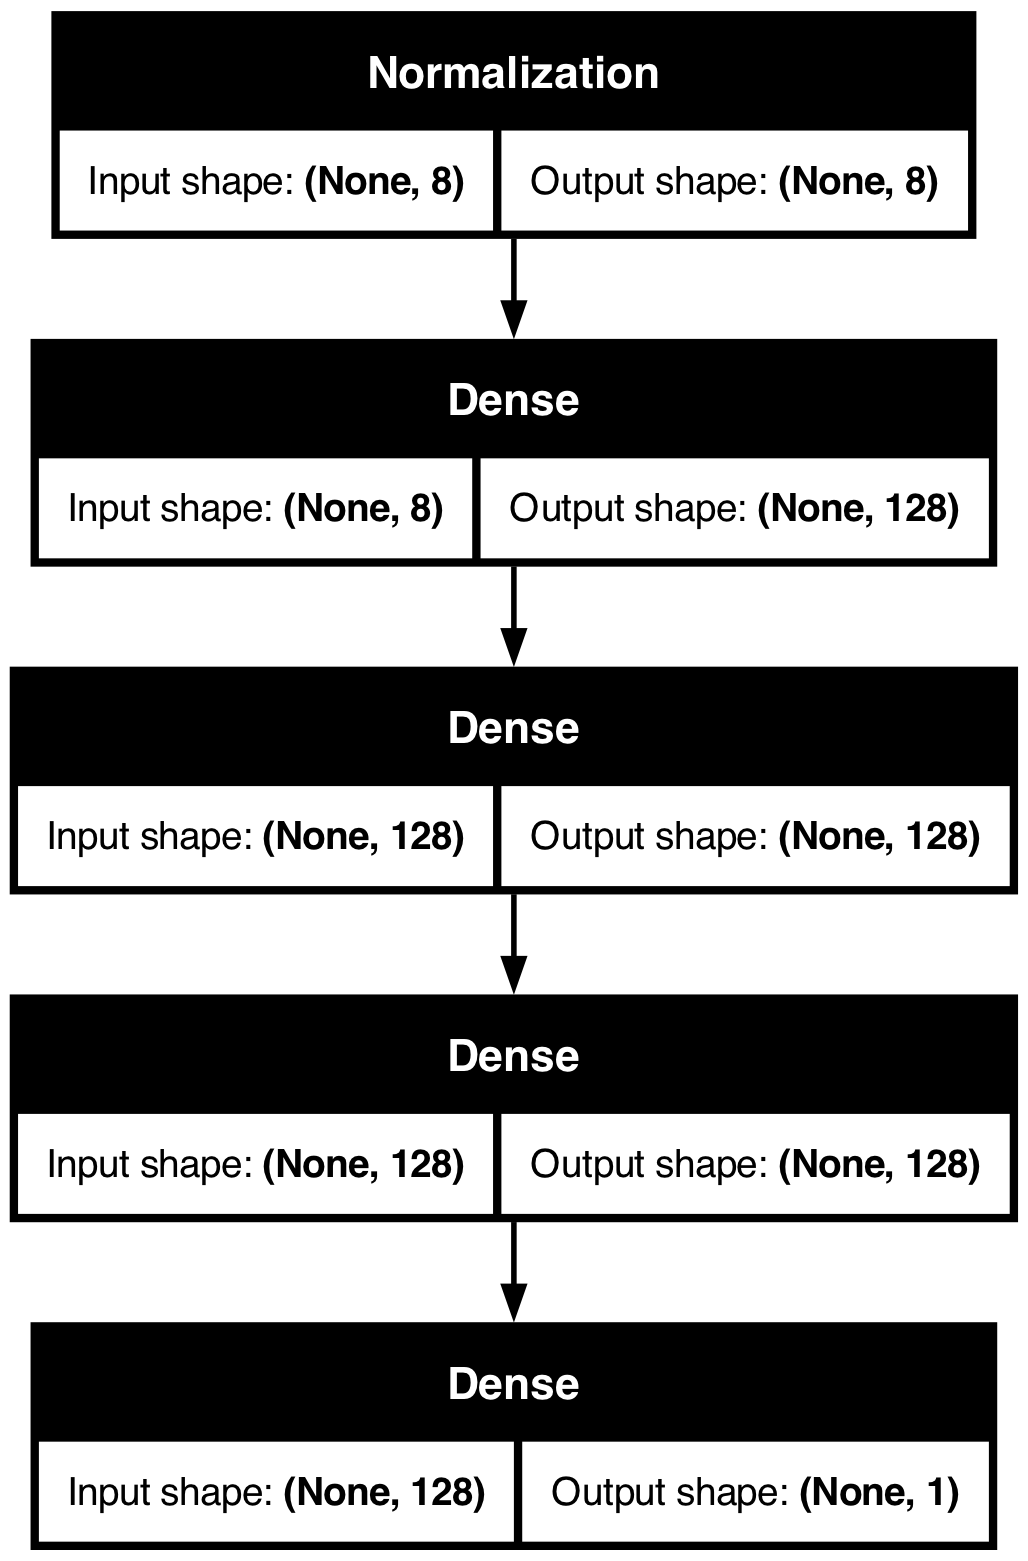 Normalization
Input shape: (None, 8) Output shape: (None, 8)
Dense
Input shape: (None, 8) Output shape: (None, 128)
Dense
Input shape: (None, 128) Output shape: (None, 128)
Dense
Input shape: (None, 128) Output shape: (None, 128)
Dense
Input shape: (None, 128) Output shape: (None, 1)